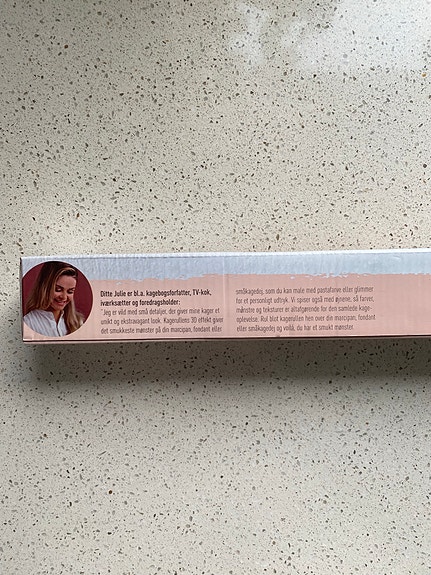 Ditte Julie er bl.a. kagebogsforfatter, TV-kok,
iværksætter og foredragsholder:
"Jeg er vild med små detaljer, der giver mine kager et
unikt og ekstravagant look. Kagerullens 3D effekt giver
det smukkeste mønster på din marcipan, fondant eller
småkagedej, som du kan male med pastafarve eller glimmer
for et personligt udtryk. Vi spiser også med øjnene, så farver,
mønstre og teksturer er altafgørende for den samlede kage-
oplevelse. Rul blot kagerullen hen over din marcipan, fondant
eller småkagedej og voilà, du har et smukt mønster.